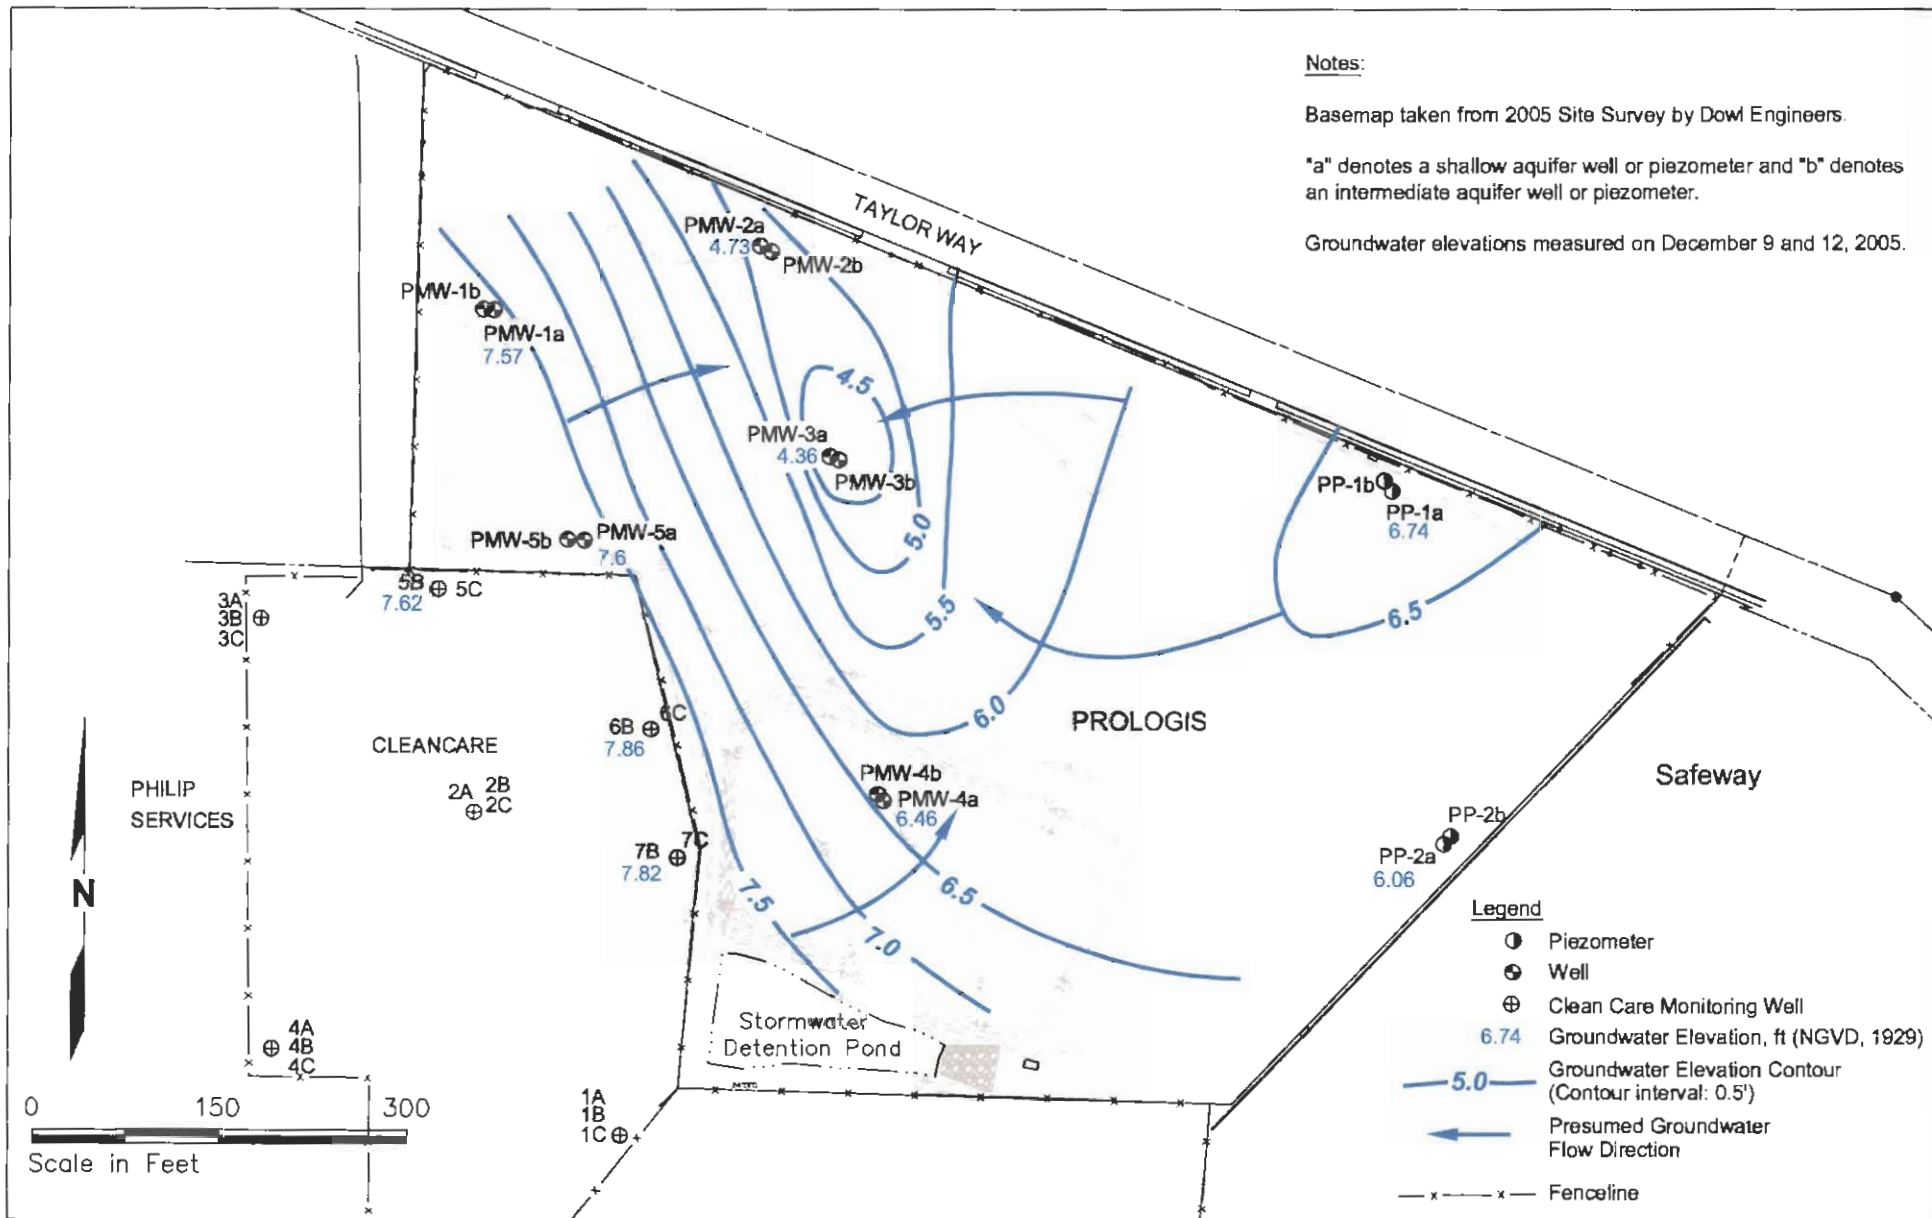 Notes:
Basemap taken from 2005 Site Survey by Dowl Engineers.
"a" denotes a shallow aquifer well or piezometer and "b" denotes
an intermediate aquifer well or piezometer.
Groundwater elevations measured on December 9 and 12, 2005.
TAYLOR WAY
PMW-2a
4.73
PMW-2b
PMW-1b
PMW-1a
7.57
4.5
PMW-3a
4.36
PMW-3b
PP-1b
PP-1a
6.74
5.0
PMW-5b
PMW-5a
7.6
5B
5C
7.62
3A
3B
3C
5.5
6.5
6.0
PROLOGIS
6C
6B
7.86
CLEANCARE
2A
2B
2C
PHILIP
SERVICES
PMW-4b
PMW-4a
6.46
Safeway
7C
7B
7.82
PP-2b
PP-2a
6.06
7.5
6.5
7.0
N
Stormwater
Detention Pond
4A
4B
4C
1A
1B
1C
0 150 300
Scale in Feet
Legend
Piezometer
Well
Clean Care Monitoring Well
6.74 Groundwater Elevation, ft (NGVD, 1929)
5.0 Groundwater Elevation Contour
(Contour interval: 0.5')
Presumed Groundwater
Flow Direction
x x Fenceline